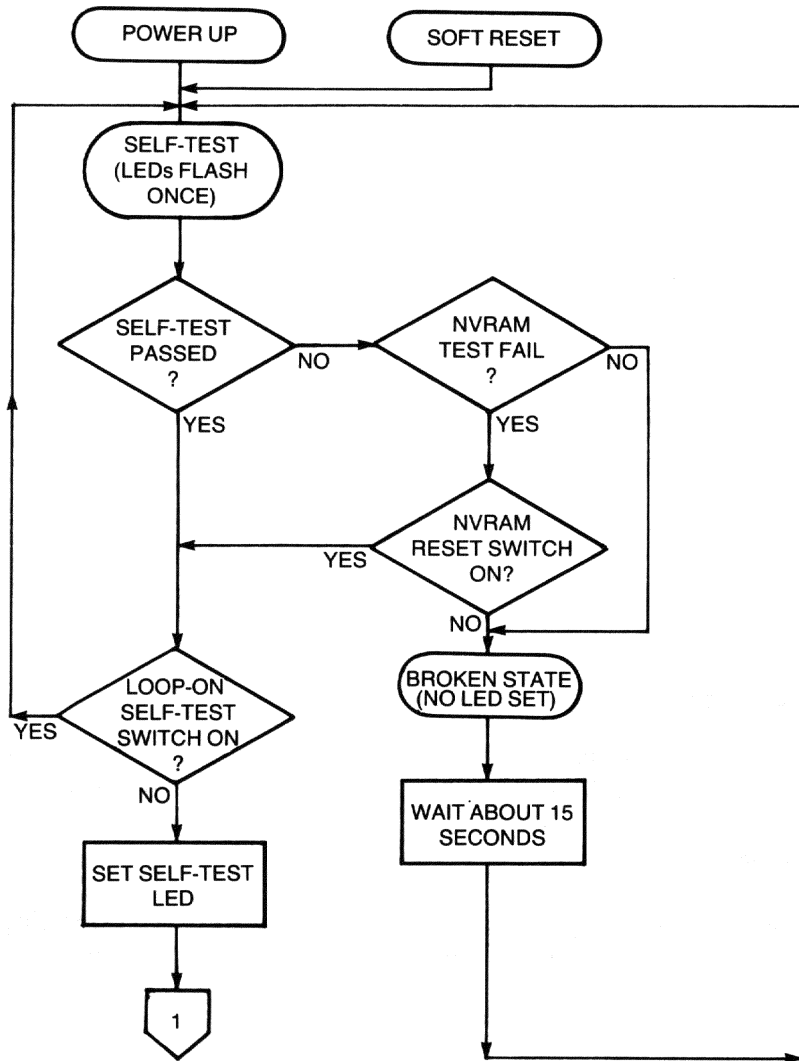 POWER UP
SOFT RESET
SELF-TEST
(LEDs FLASH
ONCE)
SELF-TEST
PASSED
?
NO
YES
NVRAM
TEST FAIL
?
NO
YES
NVRAM
RESET SWITCH
ON?
YES
NO
LOOP-ON
SELF-TEST
SWITCH ON
?
YES
NO
BROKEN STATE
(NO LED SET)
WAIT ABOUT 15
SECONDS
SET SELF-TEST
LED
1